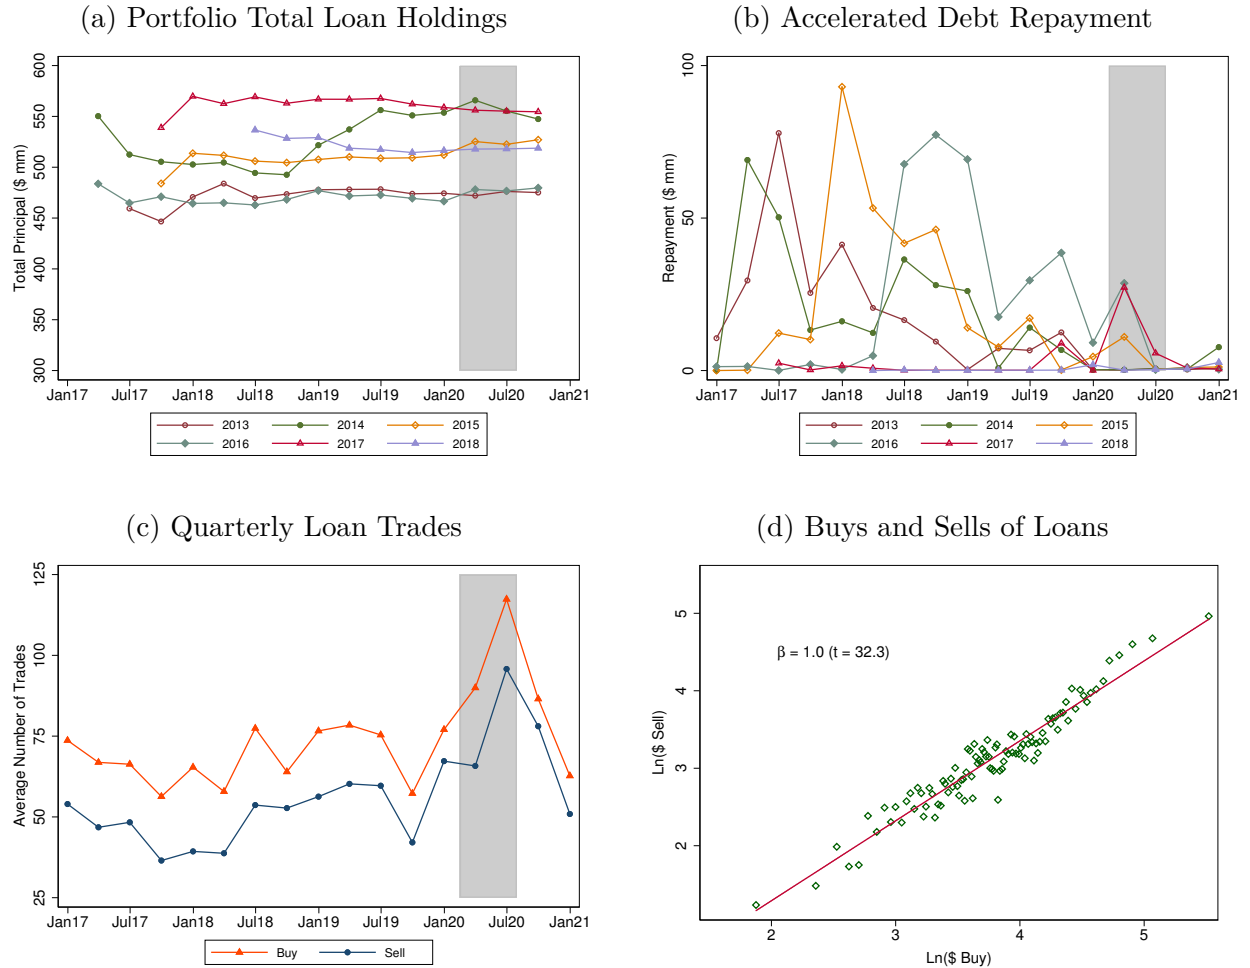 (a) Portfolio Total Loan Holdings
Total Principal ($ mm)
600
550
500
450
400
350
300
Jan17 Jul17 Jan18 Jul18 Jan19 Jul19 Jan20 Jul20 Jan21
2013 2014 2015
2016 2017 2018
(b) Accelerated Debt Repayment
Repayment ($ mm)
100
50
0
Jan17 Jul17 Jan18 Jul18 Jan19 Jul19 Jan20 Jul20 Jan21
2013 2014 2015
2016 2017 2018
(c) Quarterly Loan Trades
Average Number of Trades
125
100
75
50
25
Jan17 Jul17 Jan18 Jul18 Jan19 Jul19 Jan20 Jul20 Jan21
Buy Sell
(d) Buys and Sells of Loans
Ln($ Sell)
5
4
3
2
β = 1.0 (t = 32.3)
2 3 4 5
Ln($ Buy)